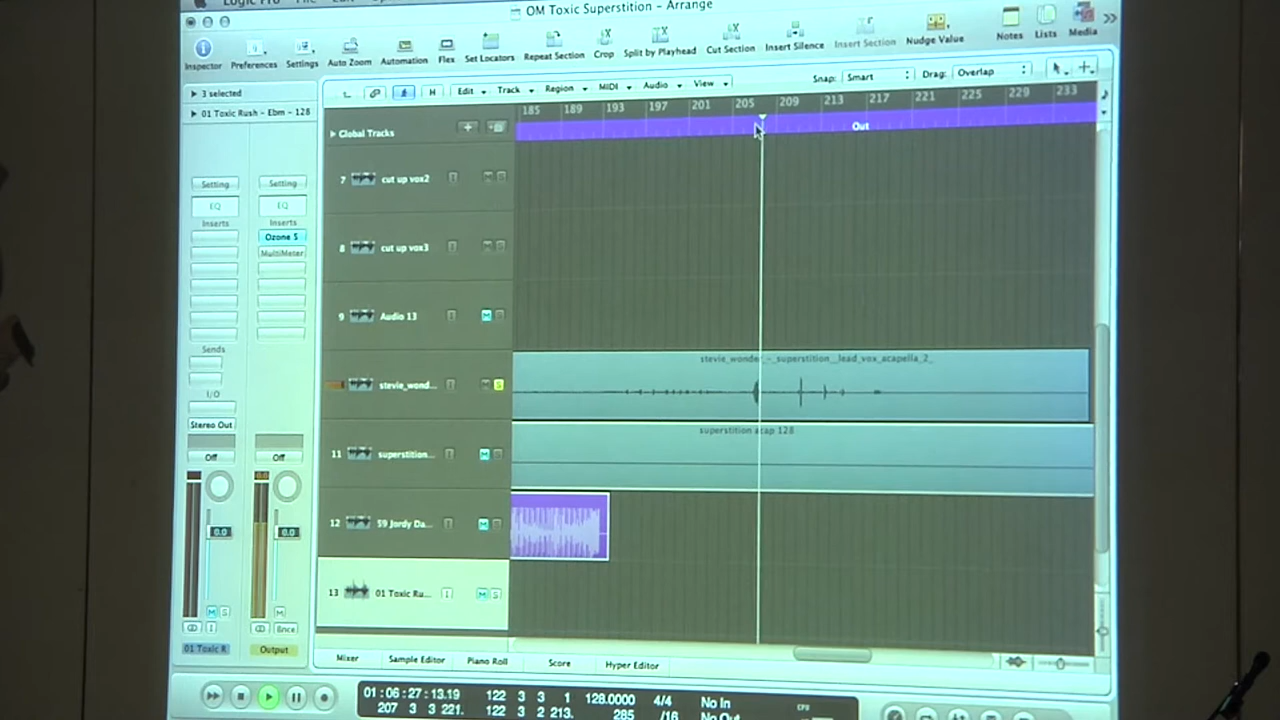 Logic Pro File Edit
OM Toxic Superstition - Arrange
Inspector Preferences Settings Auto Zoom Automation Flex Set Locators Repeat Section Crop Split by Playhead Cut Section Insert Silence Insert Section Nudge Value Notes Lists Media
3 selected
H Edit Track Region MIDI Audio View Snap: Smart Drag: Overlap
01 Toxic Rush - Ebm - 128
185 189 193 197 201 205 209 213 217 221 225 229 233
Global Tracks
Out
7 cut up vox2
8 cut up vox3
9 Audio 13 M
stevie_wond... S
stevie_wonder_-_superstition__lead_vox_acapella_2_
11 superstition... M
superstition acap 128
12 59 Jordy Da... M
13 01 Toxic Ru... I M S
Setting Setting
EQ EQ
Inserts Inserts
Ozone 5
MultiMeter
Sends
I/O
Stereo Out
Off Off
0.0 0.0
M S M
I Bnce
01 Toxic R Output
Mixer Sample Editor Piano Roll Score Hyper Editor
01:06:27:13.19 122 3 3 1 128.0000 4/4 No In
207 3 3 221. 122 3 2 213. 285 /16 No Out
CPU